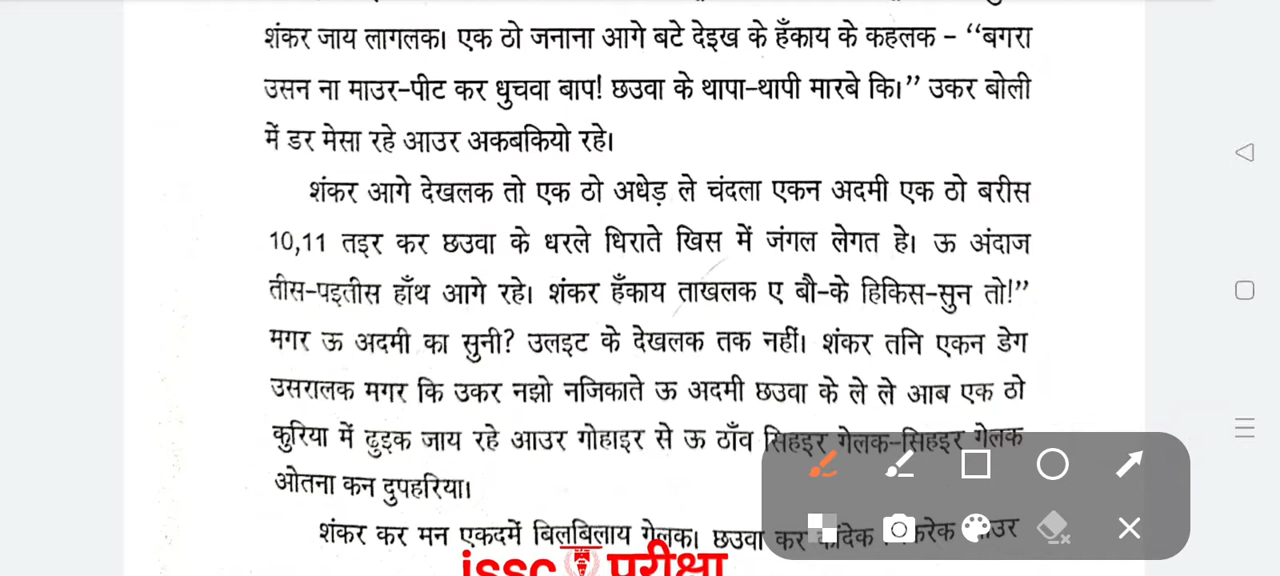 शंकर जाय लागलक। एक ठो जनाना आगे बटे देइख के हँकाय के कहलक – “बगरा
उसन ना माउर-पीट कर धुचवा बाप! छउवा के थापा-थापी मारबे कि।” उकर बोली
में डर मेसा रहे आउर अकबकियो रहे।
शंकर आगे देखलक तो एक ठो अधेड़ ले चंदला एकन अदमी एक ठो बरीस
10,11 तइर कर छउवा के धरले धिराते खिस में जंगल लेगत हे। ऊ अंदाज
तीस-पइतीस हाँथ आगे रहे। शंकर हँकाय ताखलक ए बौ-के हिकिस-सुन तो!”
मगर ऊ अदमी का सुनी? उलइट के देखलक तक नहीं। शंकर तनि एकन डेग
उसरालक मगर कि उकर नझो नजिकाते ऊ अदमी छउवा के ले ले आब एक ठो
कुरिया में ढुइक जाय रहे आउर गोहाइर से ऊ ठाँव सिहइर गेलक-सिहइर गेलक
ओतना कन दुपहरिया।
शंकर कर मन एकदमें बिलबिलाय गेलक। छउवा कर
jssc परीक्षा